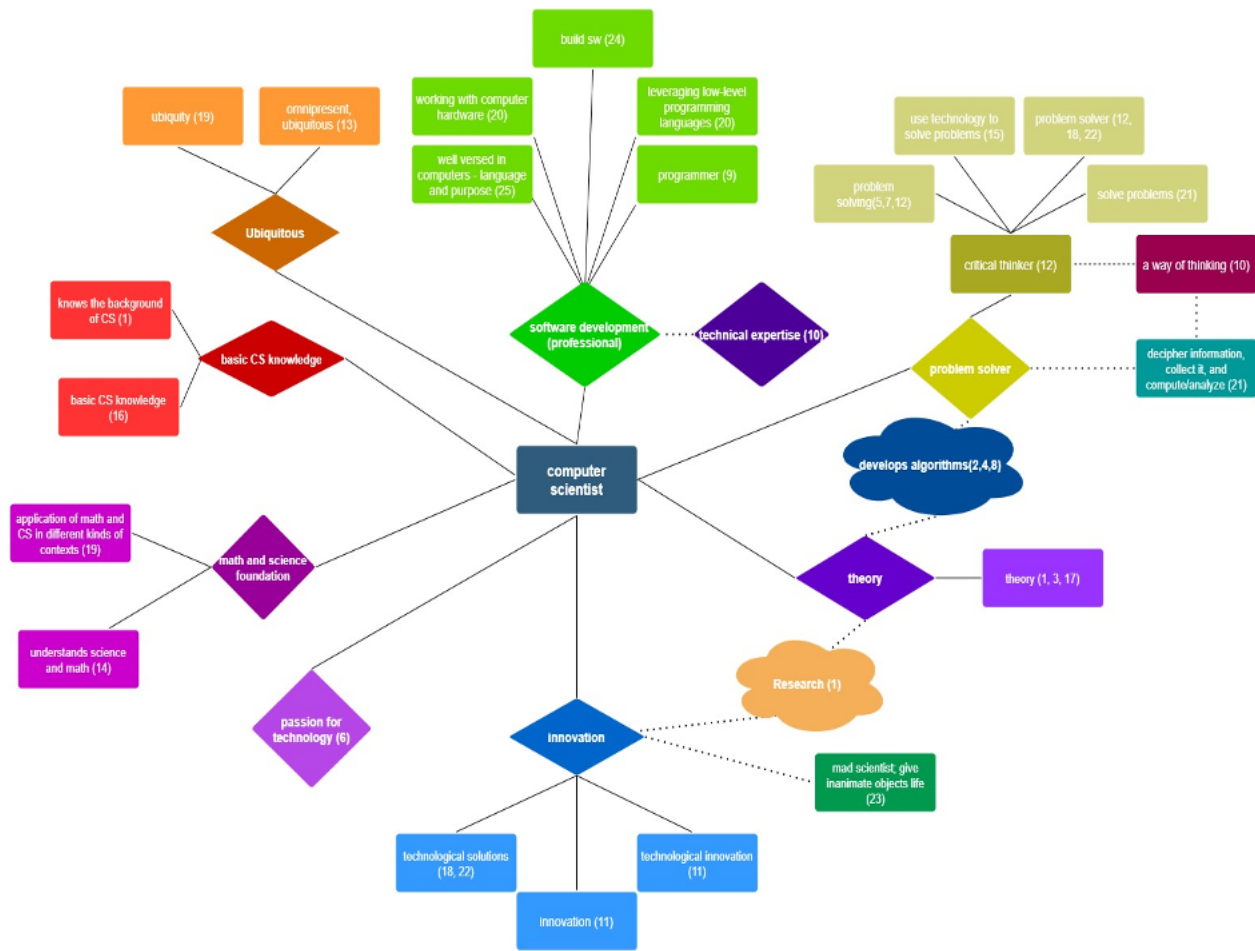 build sw (24)
ubiquity (19)
omnipresent,
ubiquitous (13)
working with computer
hardware (20)
leveraging low-level
programming
languages (20)
well versed in
computers - language
and purpose (25)
programmer (9)
use technology to
solve problems (15)
problem solver (12,
18, 22)
problem
solving(5,7,12)
solve problems (21)
Ubiquitous
critical thinker (12)
a way of thinking (10)
knows the background
of CS (1)
basic CS knowledge
basic CS knowledge
(16)
software development
(professional)
technical expertise (10)
problem solver
decipher information,
collect it, and
compute/analyze (21)
computer
scientist
develops algorithms(2,4,8)
application of math and
CS in different kinds of
contexts (19)
math and science
foundation
understands science
and math (14)
theory
theory (1, 3, 17)
Research (1)
passion for
technology (6)
innovation
mad scientist; give
inanimate objects life
(23)
technological solutions
(18, 22)
technological innovation
(11)
innovation (11)